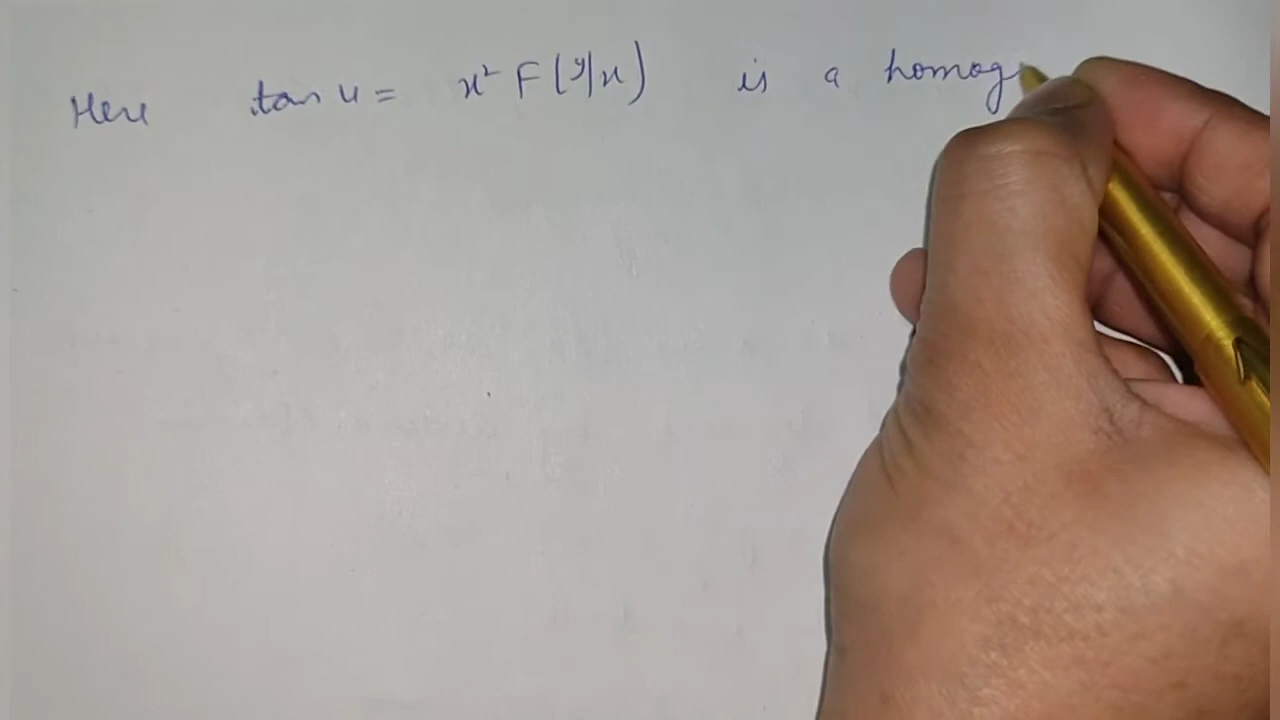 Here tan u = x² F(y/x) is a homog